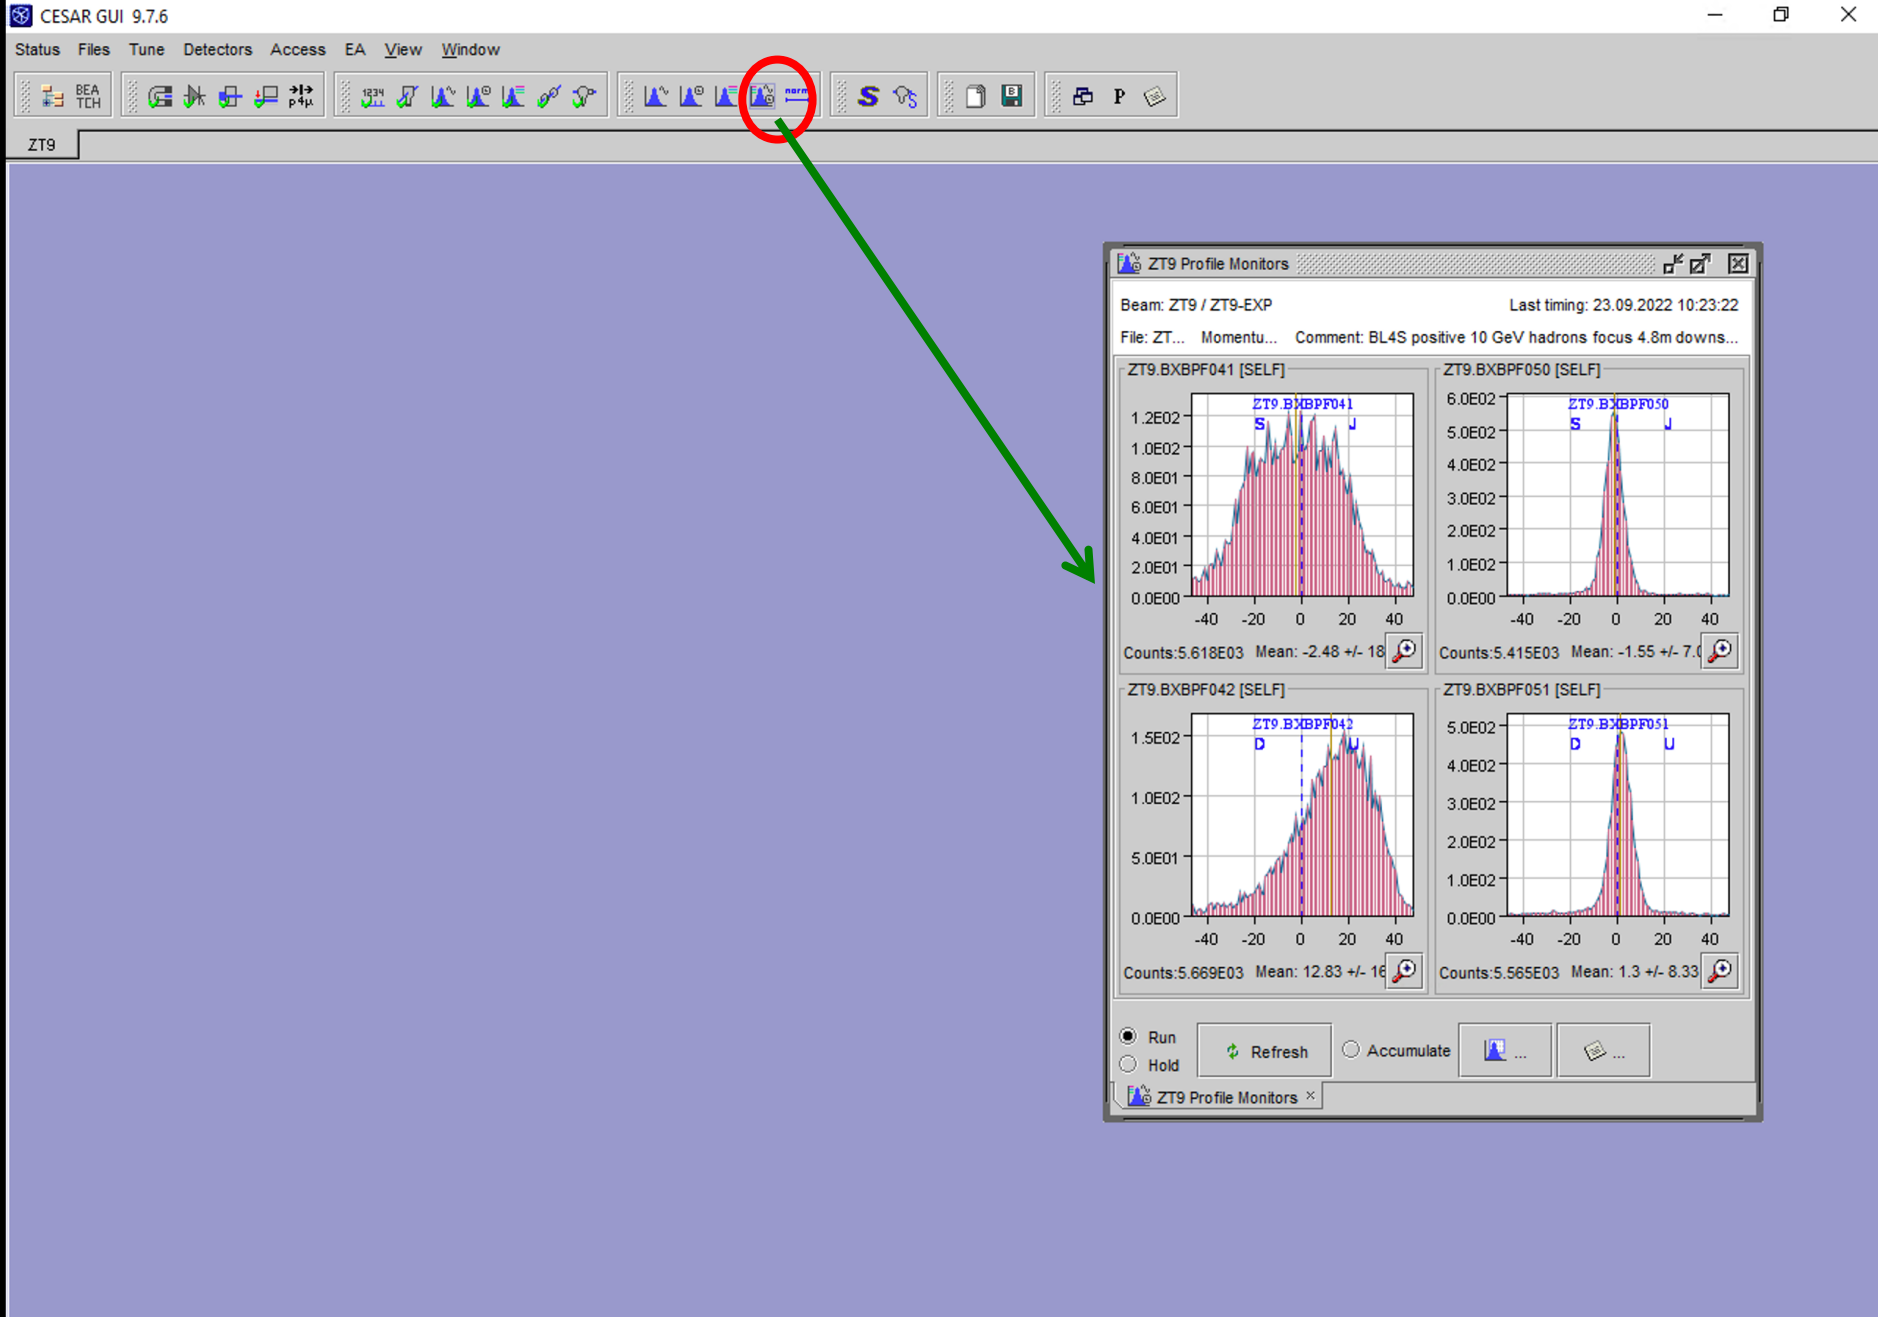 CESAR GUI 9.7.6
Status Files Tune Detectors Access EA View Window
BEA TCH 1234 p4μ norm S S B P
ZT9
ZT9 Profile Monitors
Beam: ZT9 / ZT9-EXP Last timing: 23.09.2022 10:23:22
File: ZT... Momentu... Comment: BL4S positive 10 GeV hadrons focus 4.8m downs...
ZT9.BXBPF041 [SELF]
ZT9.BXBPF041
S J
1.2E02
1.0E02
8.0E01
6.0E01
4.0E01
2.0E01
0.0E00
-40 -20 0 20 40
Counts:5.618E03 Mean: -2.48 +/- 18
ZT9.BXBPF050 [SELF]
ZT9.BXBPF050
S J
6.0E02
5.0E02
4.0E02
3.0E02
2.0E02
1.0E02
0.0E00
-40 -20 0 20 40
Counts:5.415E03 Mean: -1.55 +/- 7.0
ZT9.BXBPF042 [SELF]
ZT9.BXBPF042
D U
1.5E02
1.0E02
5.0E01
0.0E00
-40 -20 0 20 40
Counts:5.669E03 Mean: 12.83 +/- 16
ZT9.BXBPF051 [SELF]
ZT9.BXBPF051
D U
5.0E02
4.0E02
3.0E02
2.0E02
1.0E02
0.0E00
-40 -20 0 20 40
Counts:5.565E03 Mean: 1.3 +/- 8.33
Run
Hold
Refresh
Accumulate
...
...
ZT9 Profile Monitors ×